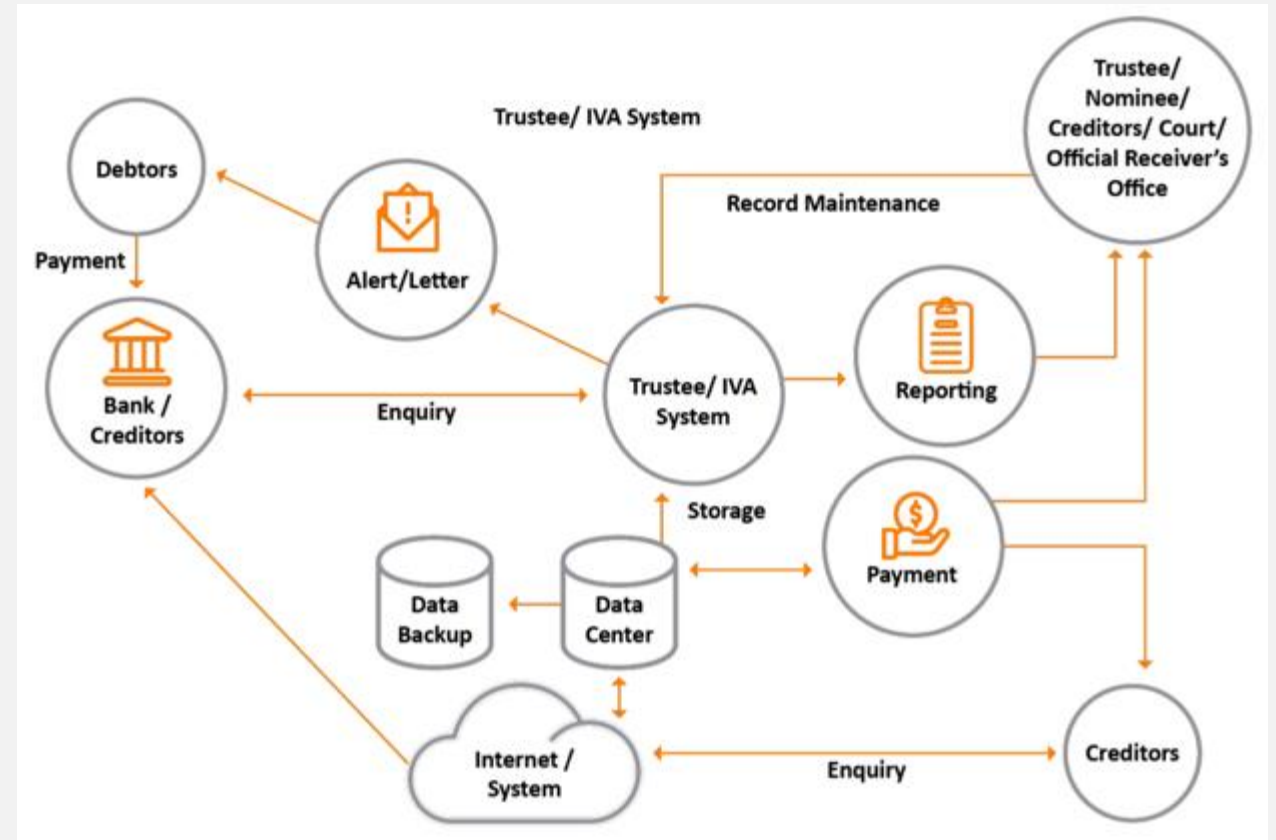 Trustee/ IVA System
Trustee/
Nominee/
Creditors/ Court/
Official Receiver's
Office
Debtors
Record Maintenance
Payment
Alert/Letter
Bank /
Creditors
Enquiry
Trustee/ IVA
System
Reporting
Storage
Payment
Data
Backup
Data
Center
Internet /
System
Enquiry
Creditors